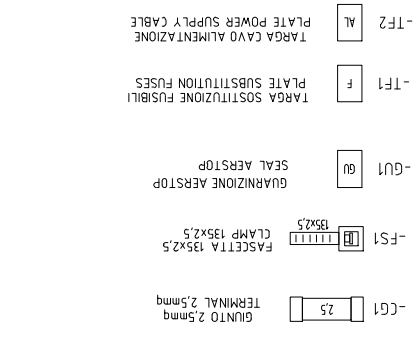 -CG1
2,5
GIUNTO 2,5mmq
TERMINAL 2,5mmq
-FS1
135x2,5
FASCETTA 135x2,5
CLAMP 135x2,5
-GU1
GU
GUARNIZIONE AERSTOP
SEAL AERSTOP
-TF1
F
TARGA SOSTITUZIONE FUSIBILI
PLATE SUBSTITUTION FUSES
-TF2
AL
TARGA CAVO ALIMENTAZIONE
PLATE POWER SUPPLY CABLE